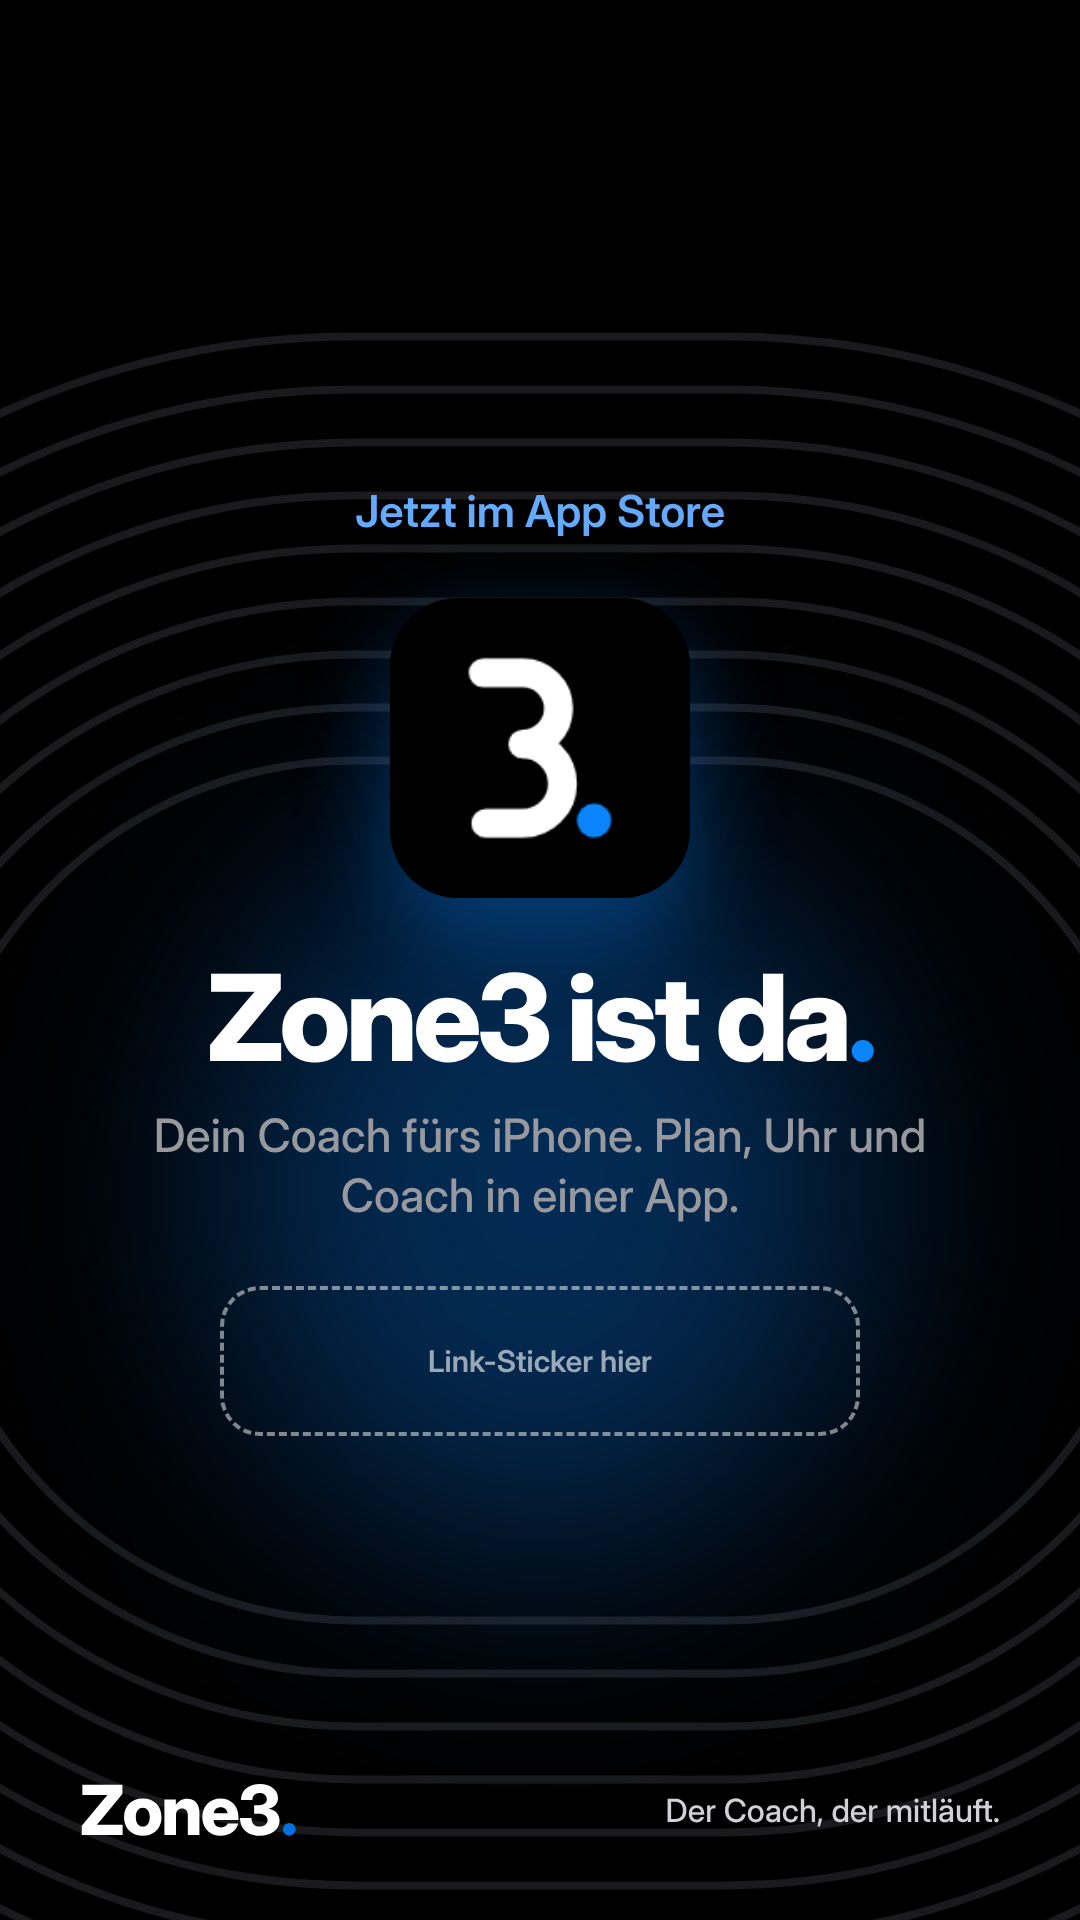 Jetzt im App Store
3.
Zone3 ist da.
Dein Coach fürs iPhone. Plan, Uhr und
Coach in einer App.
Link-Sticker hier
Zone3.
Der Coach, der mitläuft.